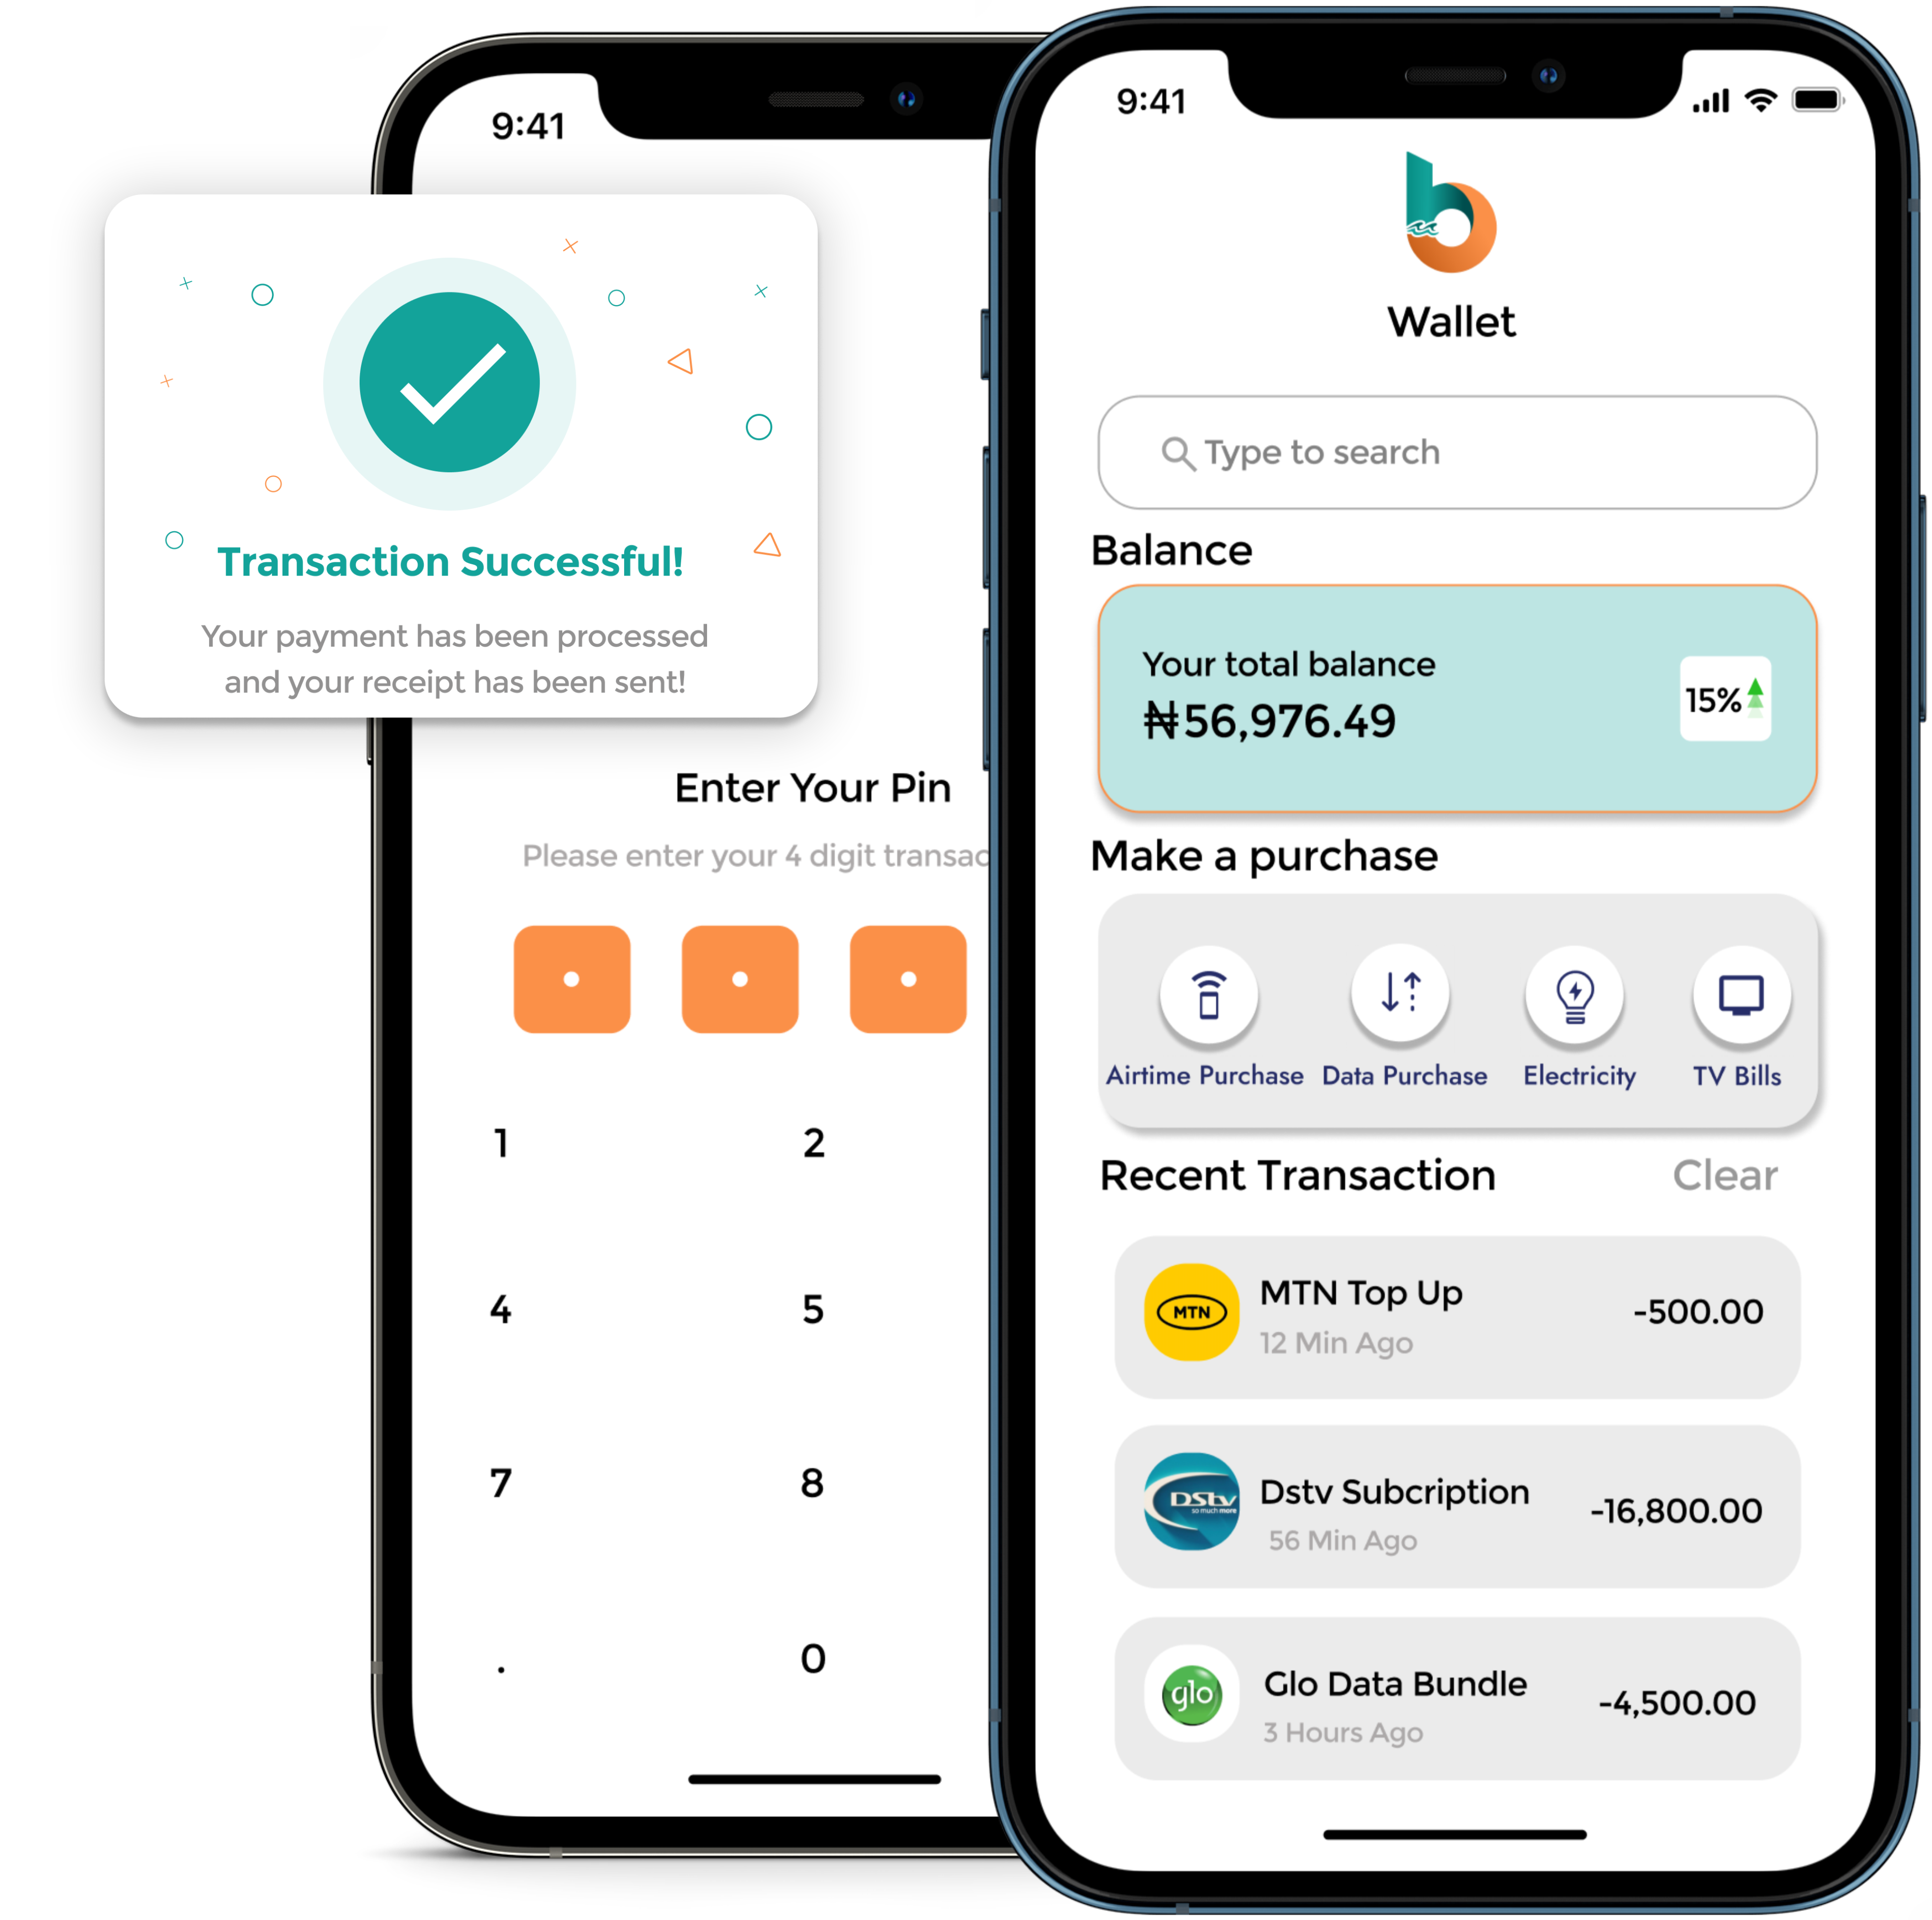 9:41
Transaction Successful!
Your payment has been processed
and your receipt has been sent!
Enter Your Pin
Please enter your 4 digit transac
1 2
4 5
7 8
. 0
9:41
b
Wallet
Type to search
Balance
Your total balance
₦56,976.49
15%
Make a purchase
Airtime Purchase Data Purchase Electricity TV Bills
Recent Transaction Clear
MTN
MTN Top Up
12 Min Ago
-500.00
DStv
so much more
Dstv Subcription
56 Min Ago
-16,800.00
glo
Glo Data Bundle
3 Hours Ago
-4,500.00